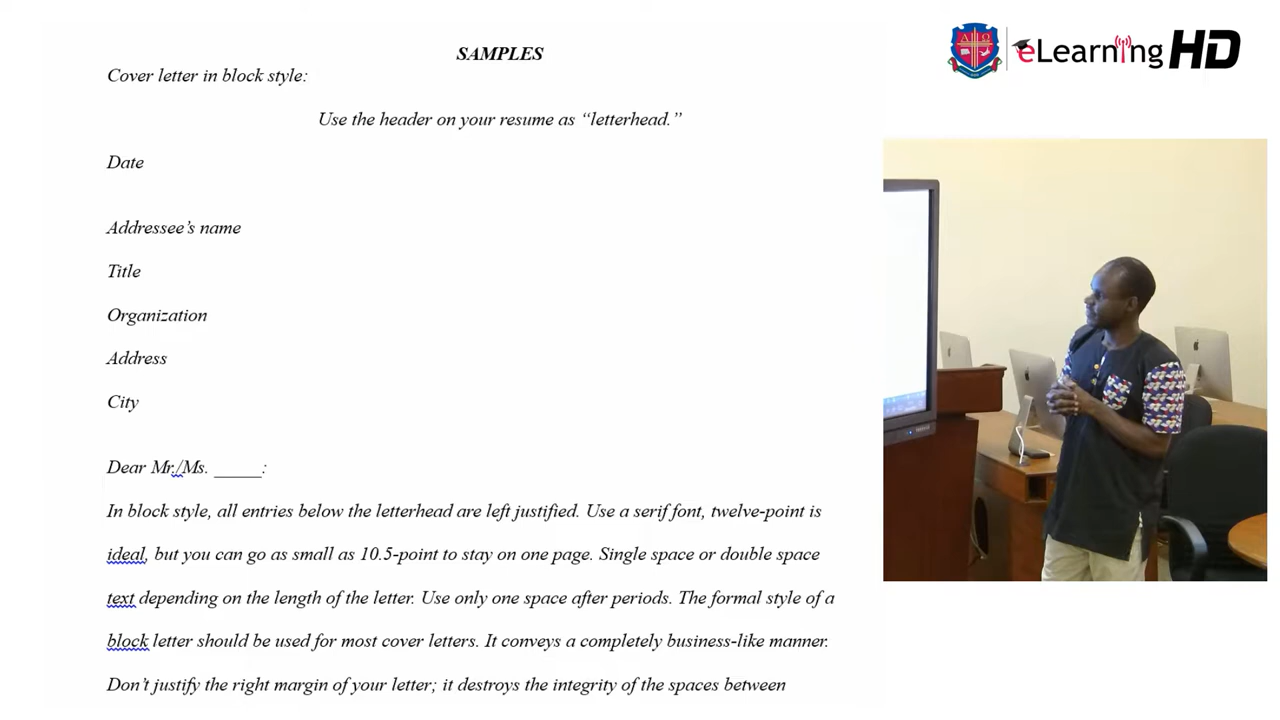 SAMPLES
Cover letter in block style:
Use the header on your resume as “letterhead.”
Date
Addressee’s name
Title
Organization
Address
City
Dear Mr./Ms. _____:
In block style, all entries below the letterhead are left justified. Use a serif font, twelve-point is
ideal, but you can go as small as 10.5-point to stay on one page. Single space or double space
text depending on the length of the letter. Use only one space after periods. The formal style of a
block letter should be used for most cover letters. It conveys a completely business-like manner.
Don’t justify the right margin of your letter; it destroys the integrity of the spaces between
eLearning HD